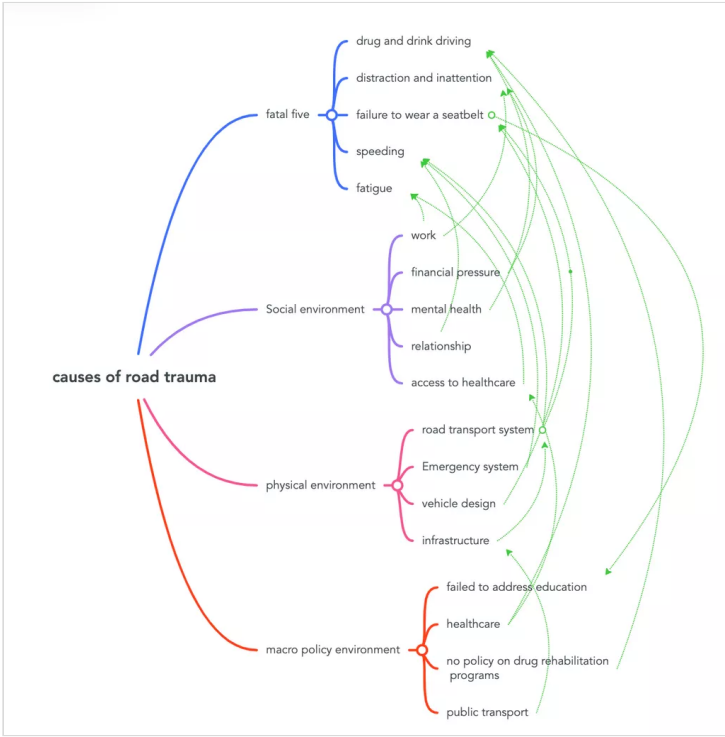 drug and drink driving
distraction and inattention
fatal five
failure to wear a seatbelt
speeding
fatigue
work
financial pressure
Social environment
mental health
relationship
causes of road trauma
access to healthcare
road transport system
Emergency system
physical environment
vehicle design
infrastructure
failed to address education
healthcare
macro policy environment
no policy on drug rehabilitation
programs
public transport